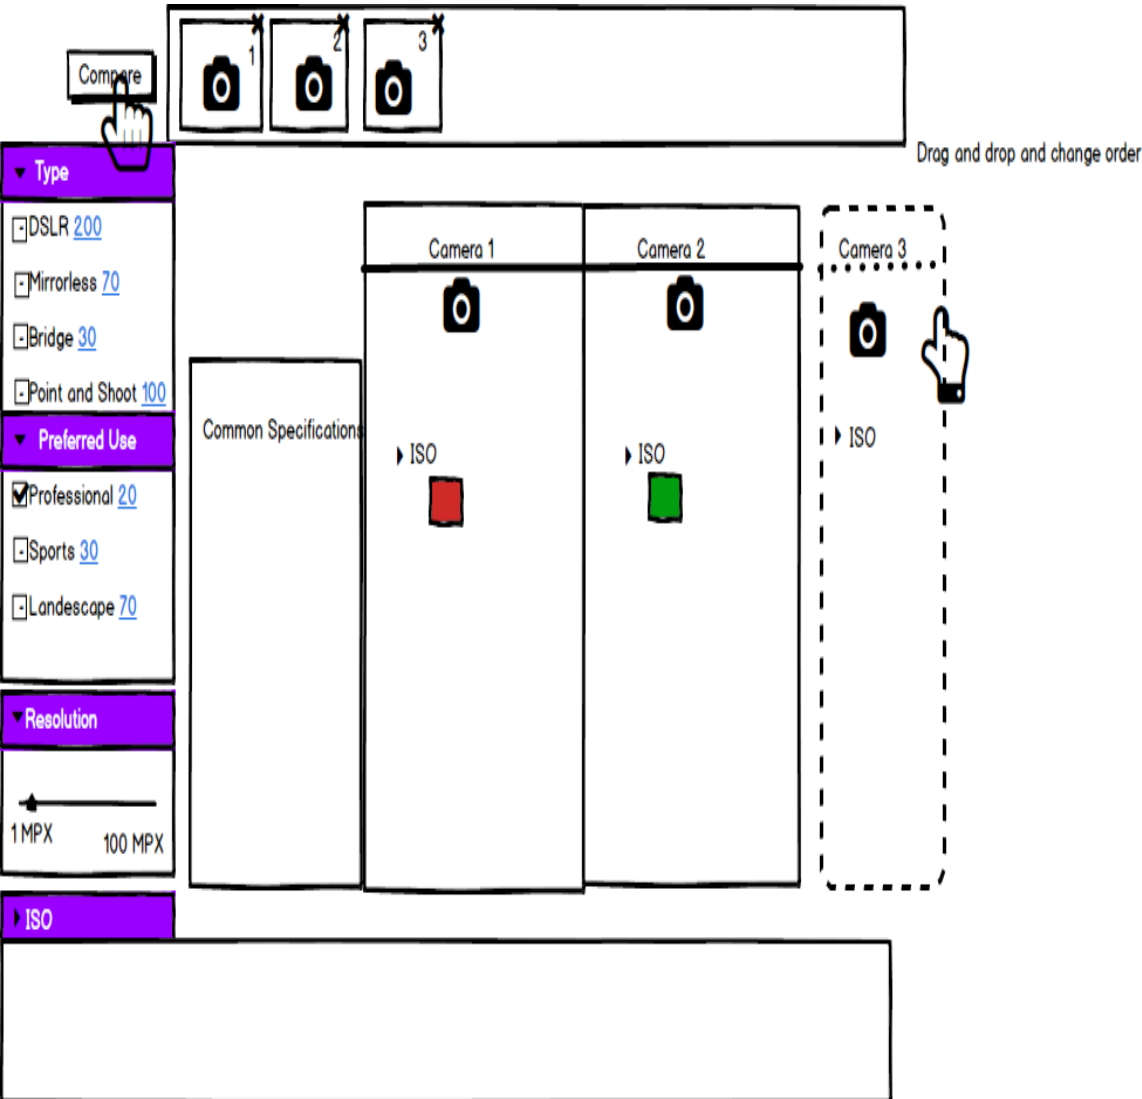 1
2
3
Compare
Drag and drop and change order
Type
DSLR 200
Mirrorless 70
Bridge 30
Point and Shoot 100
Preferred Use
Professional 20
Sports 30
Landescape 70
Resolution
1 MPX
100 MPX
ISO
Common Specifications
Camera 1
ISO
Camera 2
ISO
Camera 3
ISO